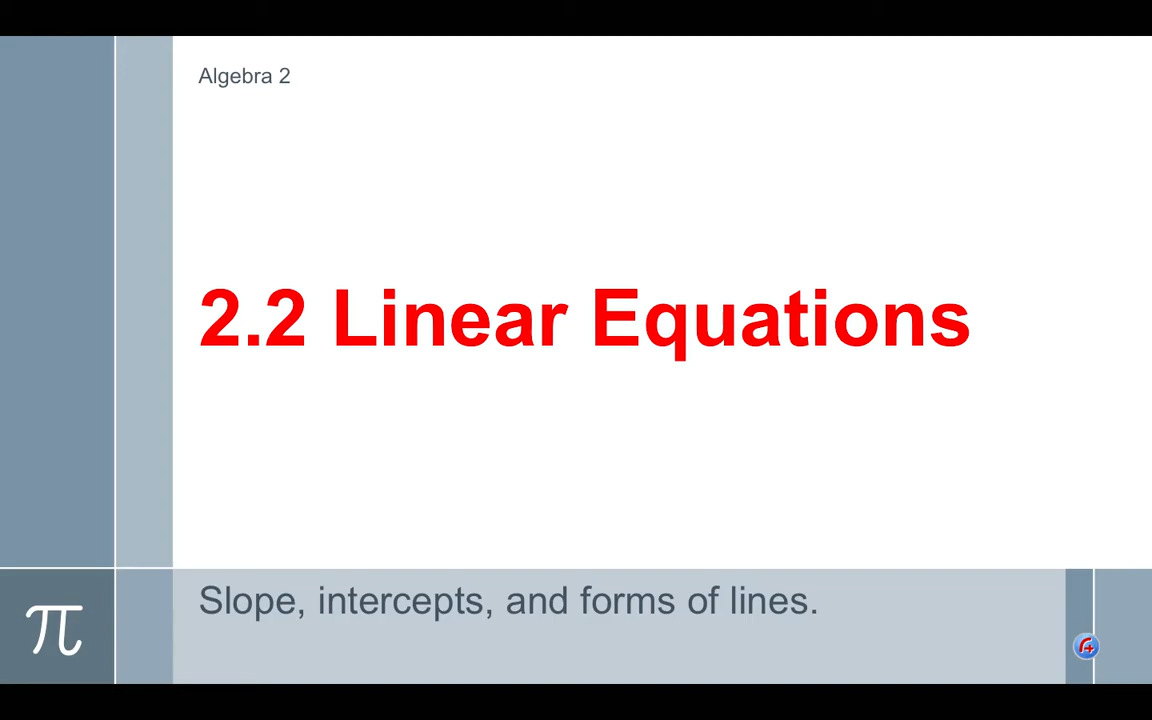 Algebra 2
2.2 Linear Equations
Slope, intercepts, and forms of lines.
π